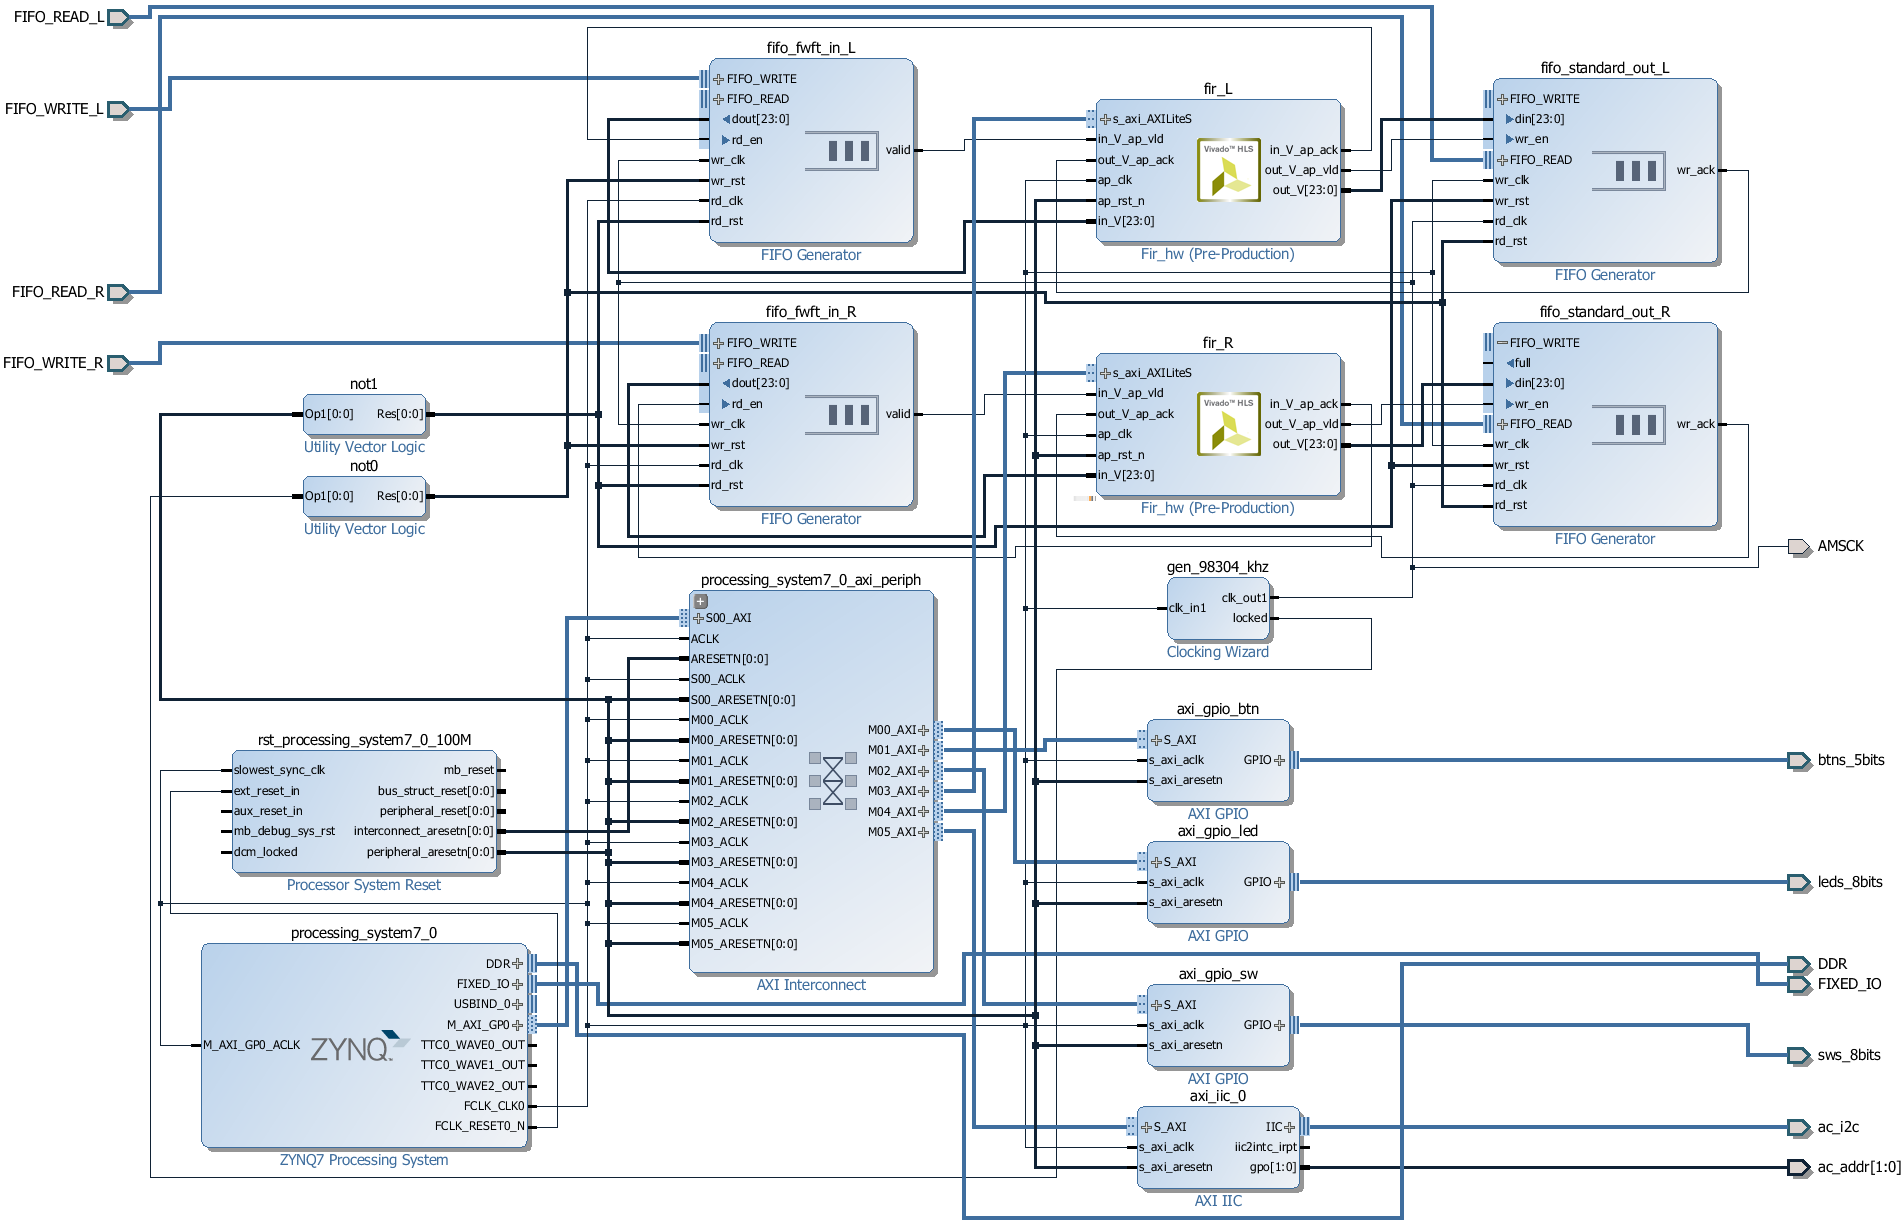 FIFO_READ_L
FIFO_WRITE_L
FIFO_READ_R
FIFO_WRITE_R
fifo_fwft_in_L
FIFO_WRITE
FIFO_READ
dout[23:0]
rd_en
wr_clk
wr_rst
rd_clk
rd_rst
valid
FIFO Generator
fir_L
s_axi_AXILiteS
in_V_ap_vld
out_V_ap_ack
ap_clk
ap_rst_n
in_V[23:0]
Vivado™ HLS
in_V_ap_ack
out_V_ap_vld
out_V[23:0]
Fir_hw (Pre-Production)
fifo_standard_out_L
FIFO_WRITE
din[23:0]
wr_en
FIFO_READ
wr_clk
wr_rst
rd_clk
rd_rst
wr_ack
FIFO Generator
fifo_fwft_in_R
FIFO_WRITE
FIFO_READ
dout[23:0]
rd_en
wr_clk
wr_rst
rd_clk
rd_rst
valid
FIFO Generator
fir_R
s_axi_AXILiteS
in_V_ap_vld
out_V_ap_ack
ap_clk
ap_rst_n
in_V[23:0]
Vivado™ HLS
in_V_ap_ack
out_V_ap_vld
out_V[23:0]
Fir_hw (Pre-Production)
fifo_standard_out_R
FIFO_WRITE
full
din[23:0]
wr_en
FIFO_READ
wr_clk
wr_rst
rd_clk
rd_rst
wr_ack
FIFO Generator
not1
Op1[0:0]
Res[0:0]
Utility Vector Logic
not0
Op1[0:0]
Res[0:0]
Utility Vector Logic
AMSCK
gen_98304_khz
clk_in1
clk_out1
locked
Clocking Wizard
processing_system7_0_axi_periph
S00_AXI
ACLK
ARESETN[0:0]
S00_ACLK
S00_ARESETN[0:0]
M00_ACLK
M00_ARESETN[0:0]
M01_ACLK
M01_ARESETN[0:0]
M02_ACLK
M02_ARESETN[0:0]
M03_ACLK
M03_ARESETN[0:0]
M04_ACLK
M04_ARESETN[0:0]
M05_ACLK
M05_ARESETN[0:0]
M00_AXI
M01_AXI
M02_AXI
M03_AXI
M04_AXI
M05_AXI
AXI Interconnect
rst_processing_system7_0_100M
slowest_sync_clk
ext_reset_in
aux_reset_in
mb_debug_sys_rst
dcm_locked
mb_reset
bus_struct_reset[0:0]
peripheral_reset[0:0]
interconnect_aresetn[0:0]
peripheral_aresetn[0:0]
Processor System Reset
processing_system7_0
M_AXI_GP0_ACLK
ZYNQ
DDR
FIXED_IO
USBIND_0
M_AXI_GP0
TTC0_WAVE0_OUT
TTC0_WAVE1_OUT
TTC0_WAVE2_OUT
FCLK_CLK0
FCLK_RESET0_N
ZYNQ7 Processing System
axi_gpio_btn
S_AXI
s_axi_aclk
s_axi_aresetn
GPIO
AXI GPIO
btns_5bits
axi_gpio_led
S_AXI
s_axi_aclk
s_axi_aresetn
GPIO
AXI GPIO
leds_8bits
DDR
FIXED_IO
axi_gpio_sw
S_AXI
s_axi_aclk
s_axi_aresetn
GPIO
AXI GPIO
sws_8bits
axi_iic_0
S_AXI
s_axi_aclk
s_axi_aresetn
IIC
iic2intc_irpt
gpo[1:0]
AXI IIC
ac_i2c
ac_addr[1:0]